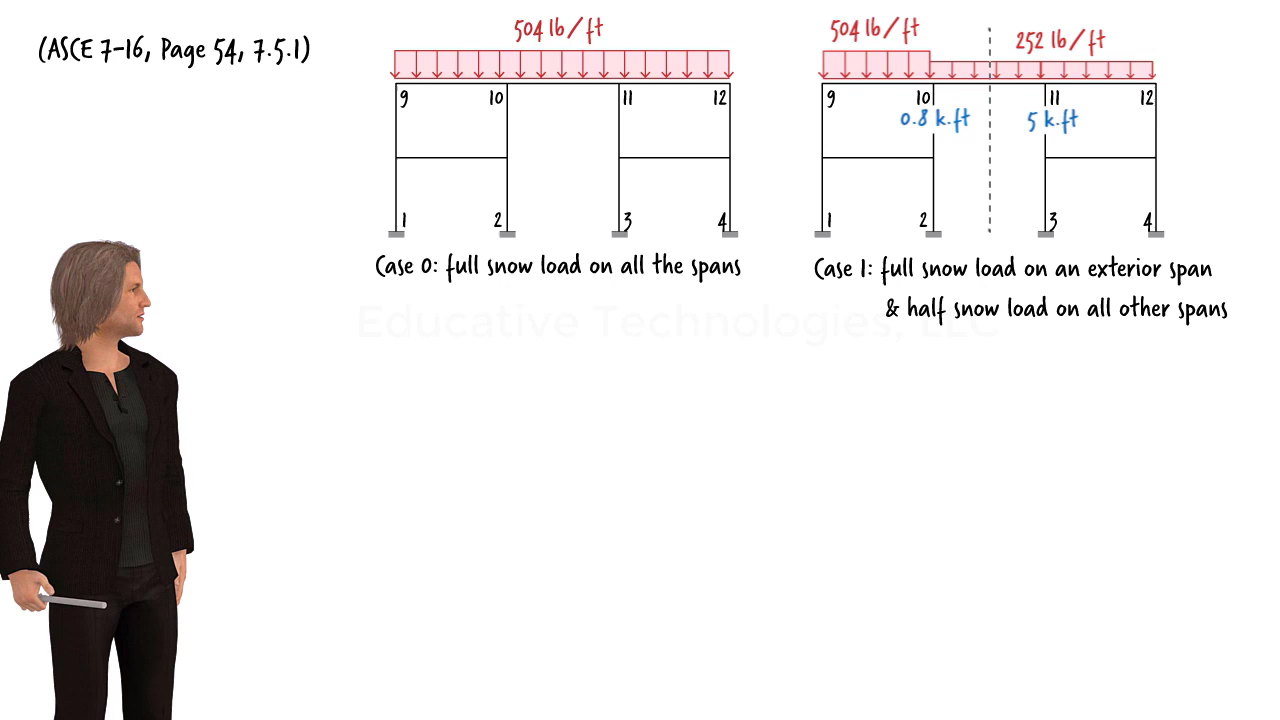 (ASCE 7-16, Page 54, 7.5.1)
504 lb/ft
9 10 11 12
1 2 3 4
Case 0: full snow load on all the spans
504 lb/ft 252 lb/ft
9 10 11 12
0.8 k.ft 5 k.ft
1 2 3 4
Case 1: full snow load on an exterior span
& half snow load on all other spans
Educative Technologies, LLC